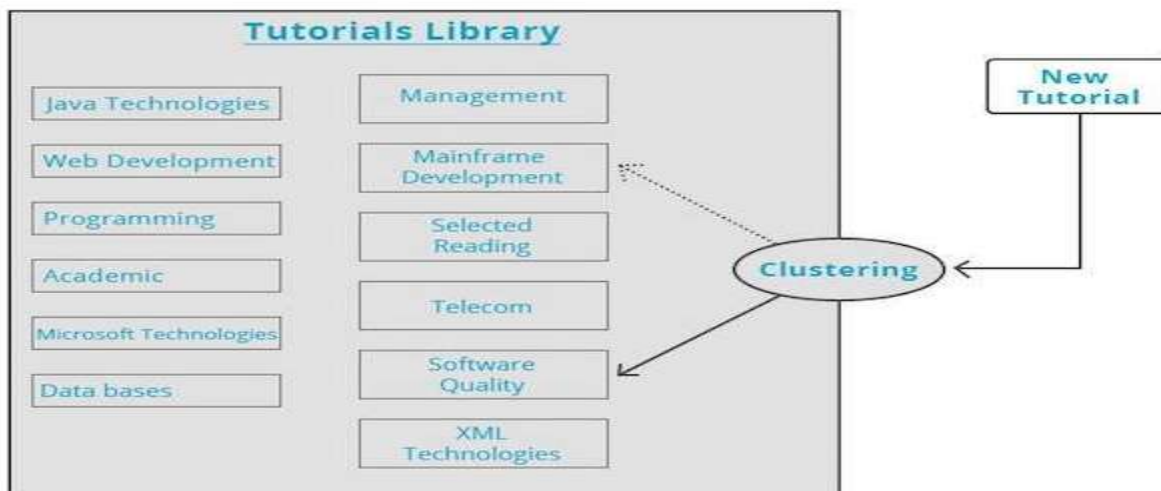 Tutorials Library
Java Technologies
Web Development
Programming
Academic
Microsoft Technologies
Data bases
Management
Mainframe
Development
Selected
Reading
Telecom
Software
Quality
XML
Technologies
Clustering
New
Tutorial